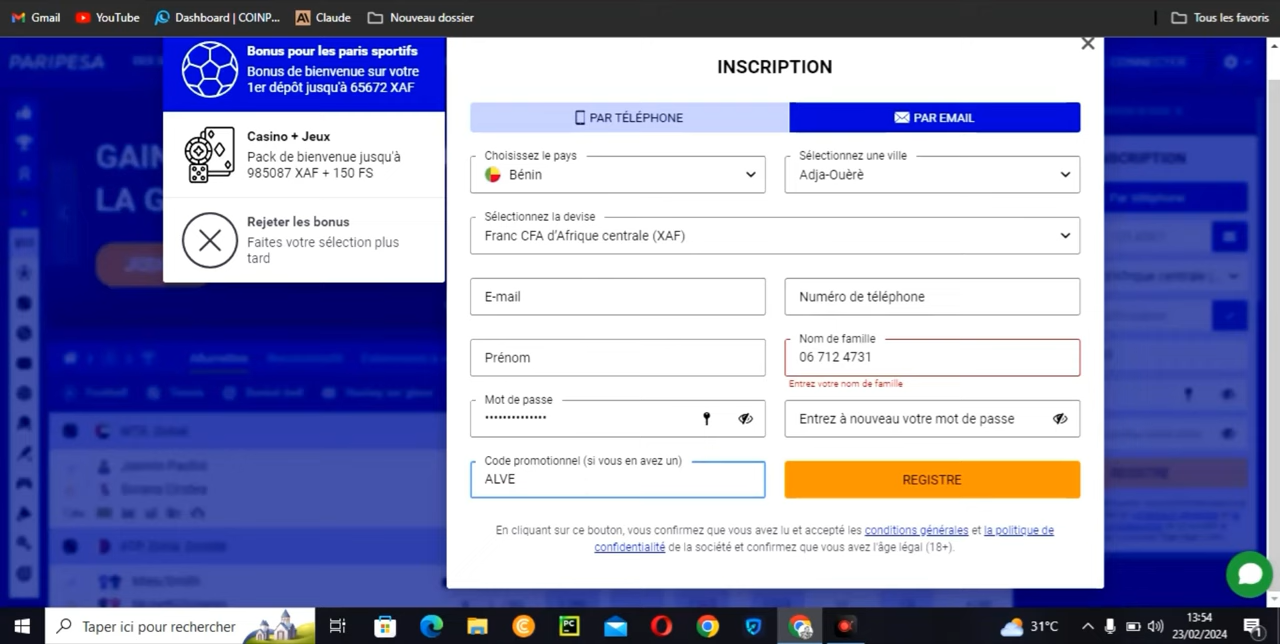 Gmail
YouTube
Dashboard | COINP...
Claude
Nouveau dossier
Tous les favoris
PARIPESA
Bonus pour les paris sportifs
Bonus de bienvenue sur votre
1er dépôt jusqu'à 65672 XAF
Casino + Jeux
Pack de bienvenue jusqu'à
985087 XAF + 150 FS
Rejeter les bonus
Faites votre sélection plus
tard
INSCRIPTION
PAR TÉLÉPHONE
PAR EMAIL
Choisissez le pays
Bénin
Sélectionnez une ville
Adja-Ouèrè
Sélectionnez la devise
Franc CFA d'Afrique centrale (XAF)
E-mail
Numéro de téléphone
Prénom
Nom de famille
06 712 4731
Entrez votre nom de famille
Mot de passe
••••••••••••••
Entrez à nouveau votre mot de passe
Code promotionnel (si vous en avez un)
ALVE
REGISTRE
En cliquant sur ce bouton, vous confirmez que vous avez lu et accepté les conditions générales et la politique de
confidentialité de la société et confirmez que vous avez l'âge légal (18+).
Taper ici pour rechercher
31°C
13:54
23/02/2024
1